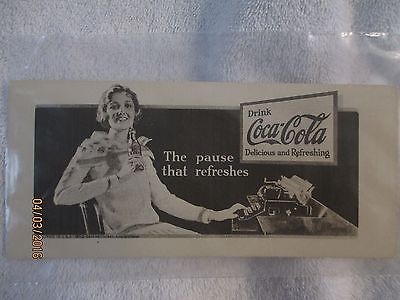 Drink
Coca-Cola
Delicious and Refreshing
The pause
that refreshes
04/03/2016